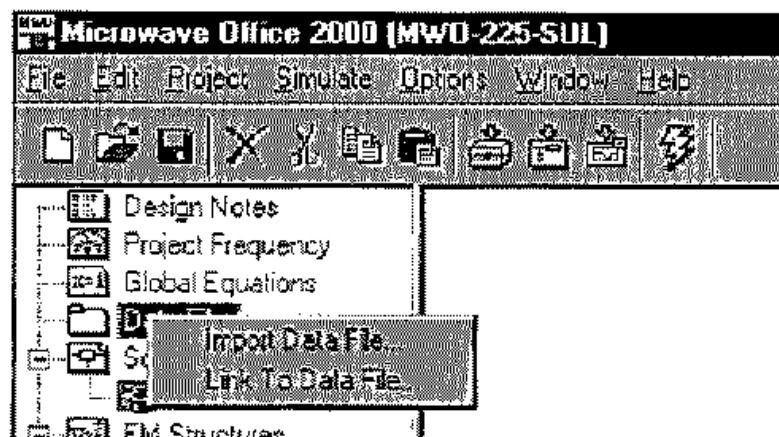 Microwave Office 2000 [MWO-225-SUL]
File Edit Project Simulate Options Window Help
Design Notes
Project Frequency
Global Equations
Import Data File...
Link To Data File...
EM Structures